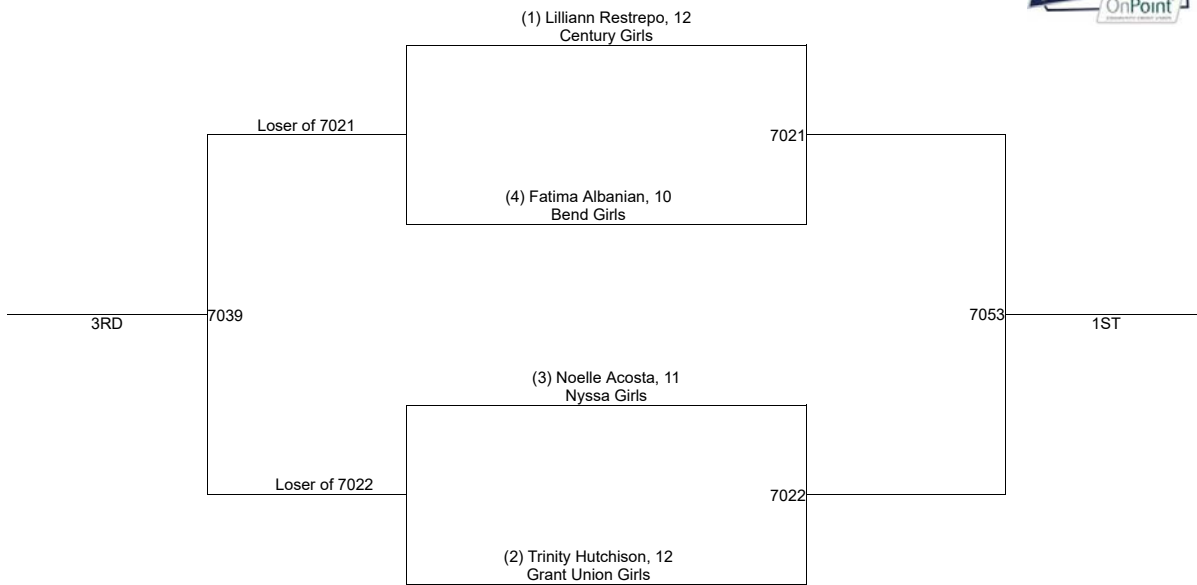 OnPoint
(1) Lilliann Restrepo, 12
Century Girls
Loser of 7021
7021
(4) Fatima Albanian, 10
Bend Girls
3RD
7039
7053
1ST
(3) Noelle Acosta, 11
Nyssa Girls
Loser of 7022
7022
(2) Trinity Hutchison, 12
Grant Union Girls